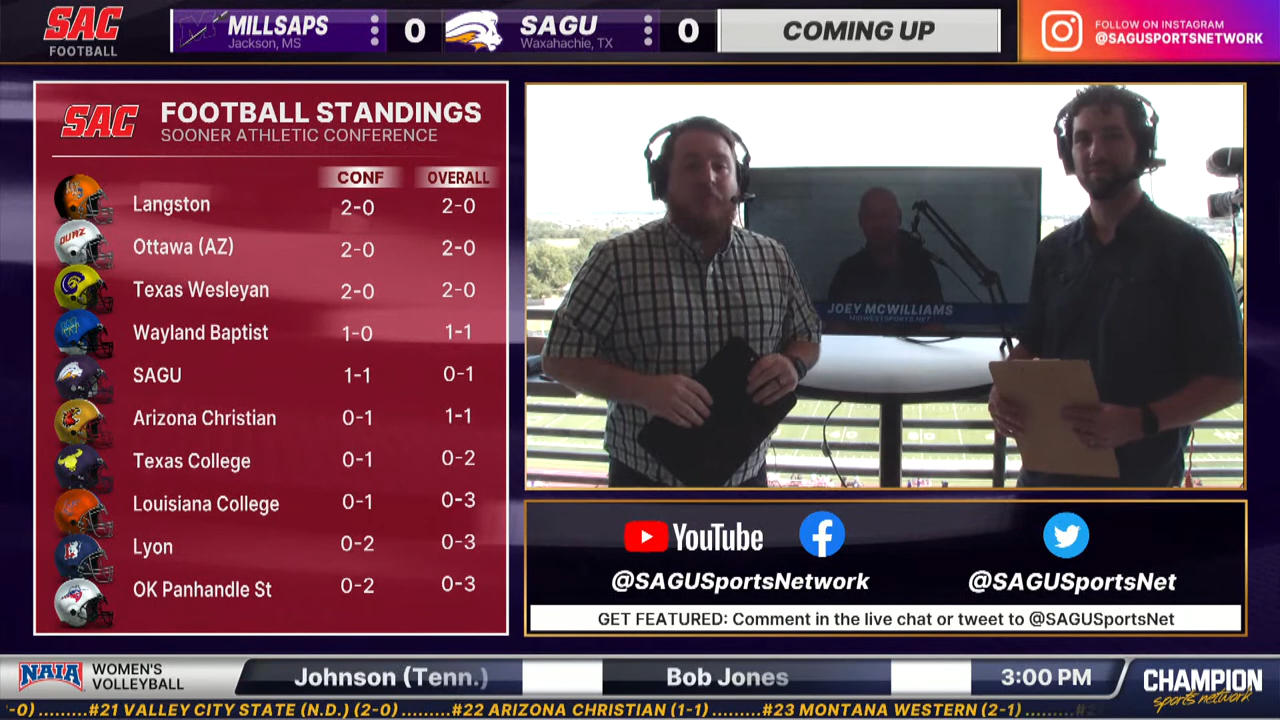 SAC
FOOTBALL
MILLSAPS
Jackson, MS
0
SAGU
Waxahachie, TX
0
COMING UP
FOLLOW ON INSTAGRAM
@SAGUSPORTSNETWORK
SAC
FOOTBALL STANDINGS
SOONER ATHLETIC CONFERENCE
CONF OVERALL
Langston 2-0 2-0
Ottawa (AZ) 2-0 2-0
Texas Wesleyan 2-0 2-0
Wayland Baptist 1-0 1-1
SAGU 1-1 0-1
Arizona Christian 0-1 1-1
Texas College 0-1 0-2
Louisiana College 0-1 0-3
Lyon 0-2 0-3
OK Panhandle St 0-2 0-3
JOEY MCWILLIAMS
MIDWESTSPORTS.NET
YouTube
@SAGUSportsNetwork
@SAGUSportsNet
GET FEATURED: Comment in the live chat or tweet to @SAGUSportsNet
NAIA
WOMEN'S
VOLLEYBALL
Johnson (Tenn.)
Bob Jones
3:00 PM
CHAMPION
sports network
-0) .........#21 VALLEY CITY STATE (N.D.) (2-0) .........#22 ARIZONA CHRISTIAN (1-1) .........#23 MONTANA WESTERN (2-1) .........#2